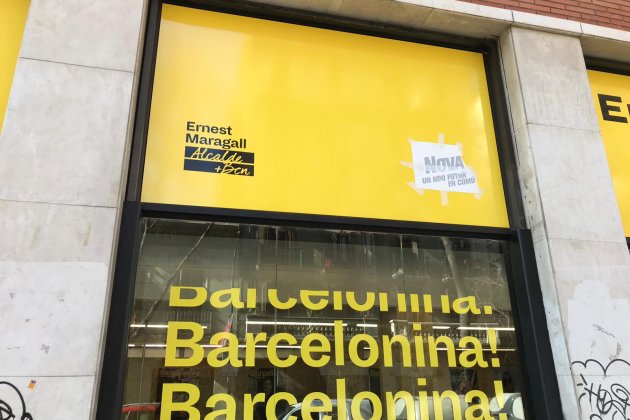 Ernest
Maragall
Alcalde
+Bcn
NOVA
UN NOU FUTUR
EN COMÚ
Barcelonina!
Barcelonina!
Barcelonina!
E